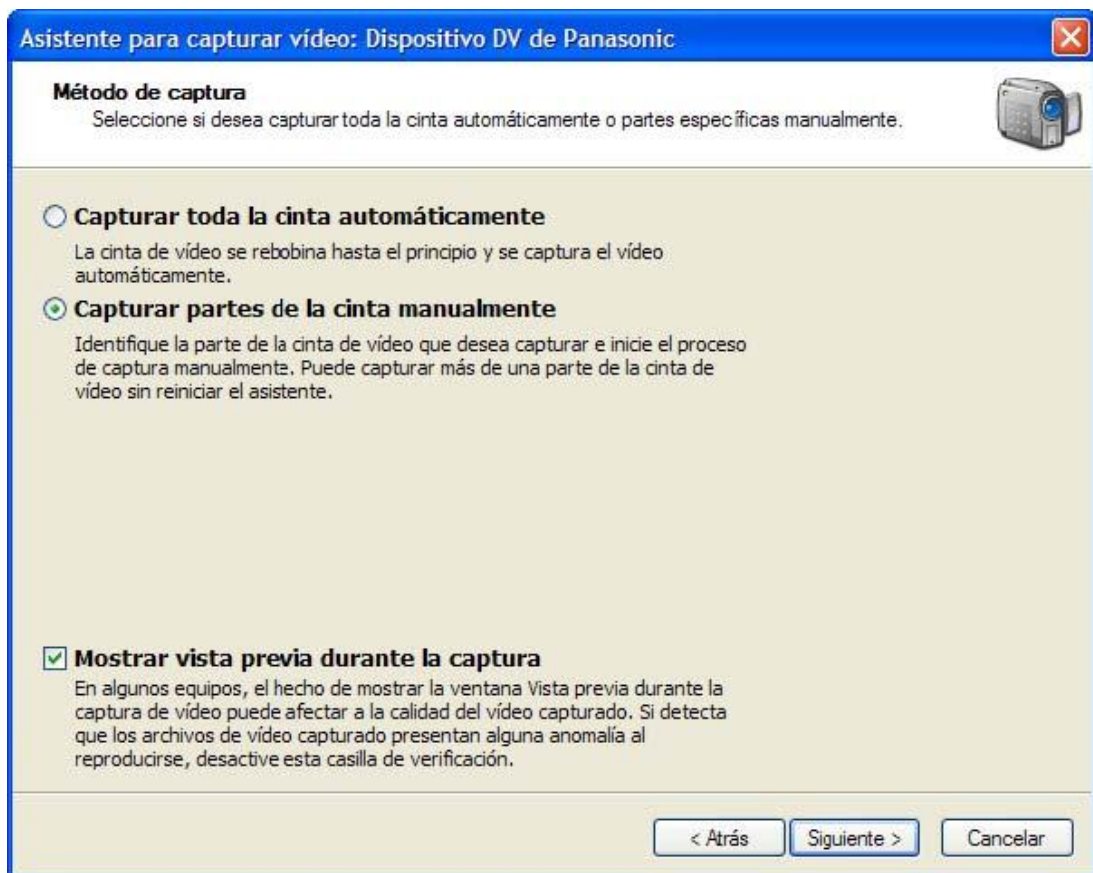 Asistente para capturar vídeo: Dispositivo DV de Panasonic
Método de captura
Seleccione si desea capturar toda la cinta automáticamente o partes específicas manualmente.
Capturar toda la cinta automáticamente
La cinta de vídeo se rebobina hasta el principio y se captura el vídeo
automáticamente.
Capturar partes de la cinta manualmente
Identifique la parte de la cinta de vídeo que desea capturar e inicie el proceso
de captura manualmente. Puede capturar más de una parte de la cinta de
vídeo sin reiniciar el asistente.
Mostrar vista previa durante la captura
En algunos equipos, el hecho de mostrar la ventana Vista previa durante la
captura de vídeo puede afectar a la calidad del vídeo capturado. Si detecta
que los archivos de vídeo capturado presentan alguna anomalía al
reproducirse, desactive esta casilla de verificación.
< Atrás Siguiente > Cancelar